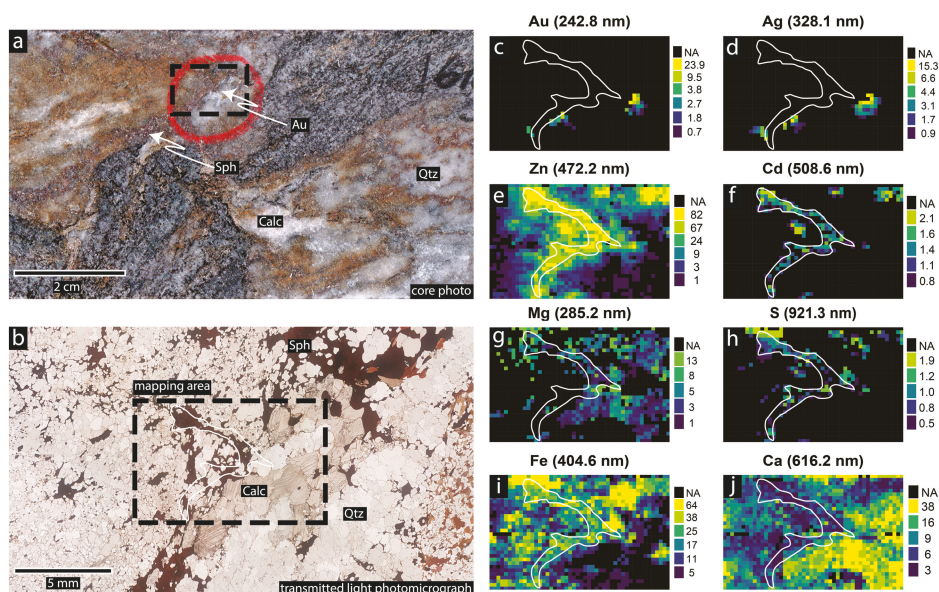 a
Au
Sph
Qtz
Calc
2 cm
core photo
b
Sph
mapping area
Calc
Qtz
5 mm
transmitted light photomicrograph
Au (242.8 nm)
c
NA
23.9
9.5
3.8
2.7
1.8
0.7
Ag (328.1 nm)
d
NA
15.3
6.6
4.4
3.1
1.7
0.9
Zn (472.2 nm)
e
NA
82
67
24
9
3
1
Cd (508.6 nm)
f
NA
2.1
1.6
1.4
1.1
0.8
Mg (285.2 nm)
g
NA
13
8
5
3
1
S (921.3 nm)
h
NA
1.9
1.2
1.0
0.8
0.5
Fe (404.6 nm)
i
NA
64
38
25
17
11
5
Ca (616.2 nm)
j
NA
38
16
9
6
3